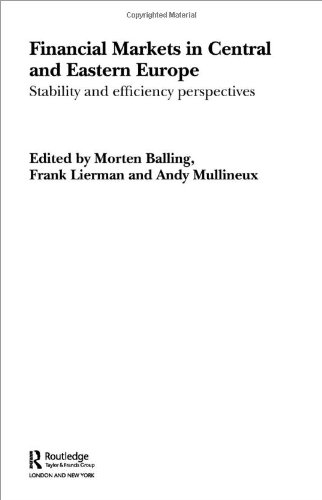 Copyrighted Material
Financial Markets in Central
and Eastern Europe
Stability and efficiency perspectives
Edited by Morten Balling,
Frank Lierman and Andy Mullineux
R
Routledge
Taylor & Francis Group
LONDON AND NEW YORK